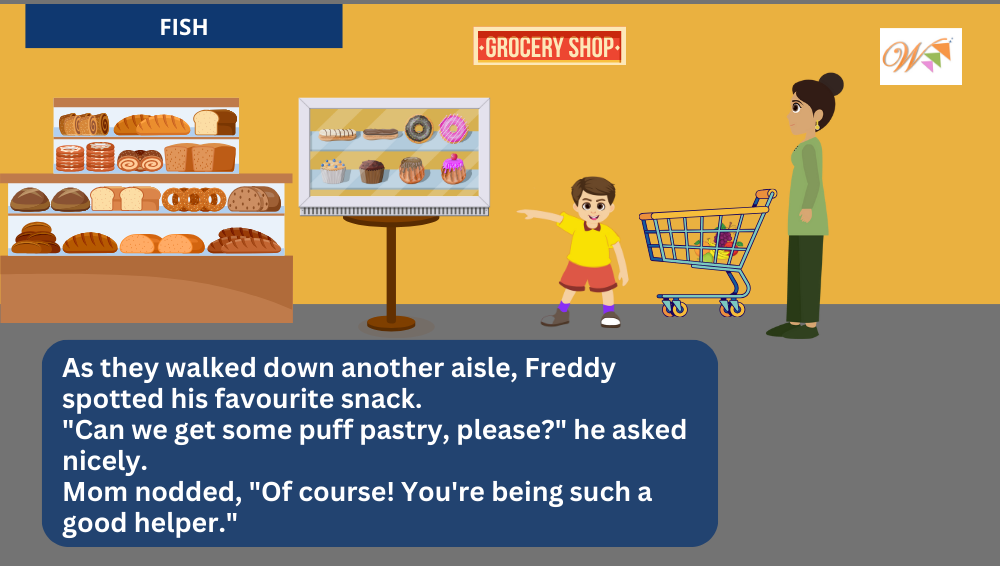 FISH
·GROCERY SHOP·
W
As they walked down another aisle, Freddy
spotted his favourite snack.
"Can we get some puff pastry, please?" he asked
nicely.
Mom nodded, "Of course! You're being such a
good helper."